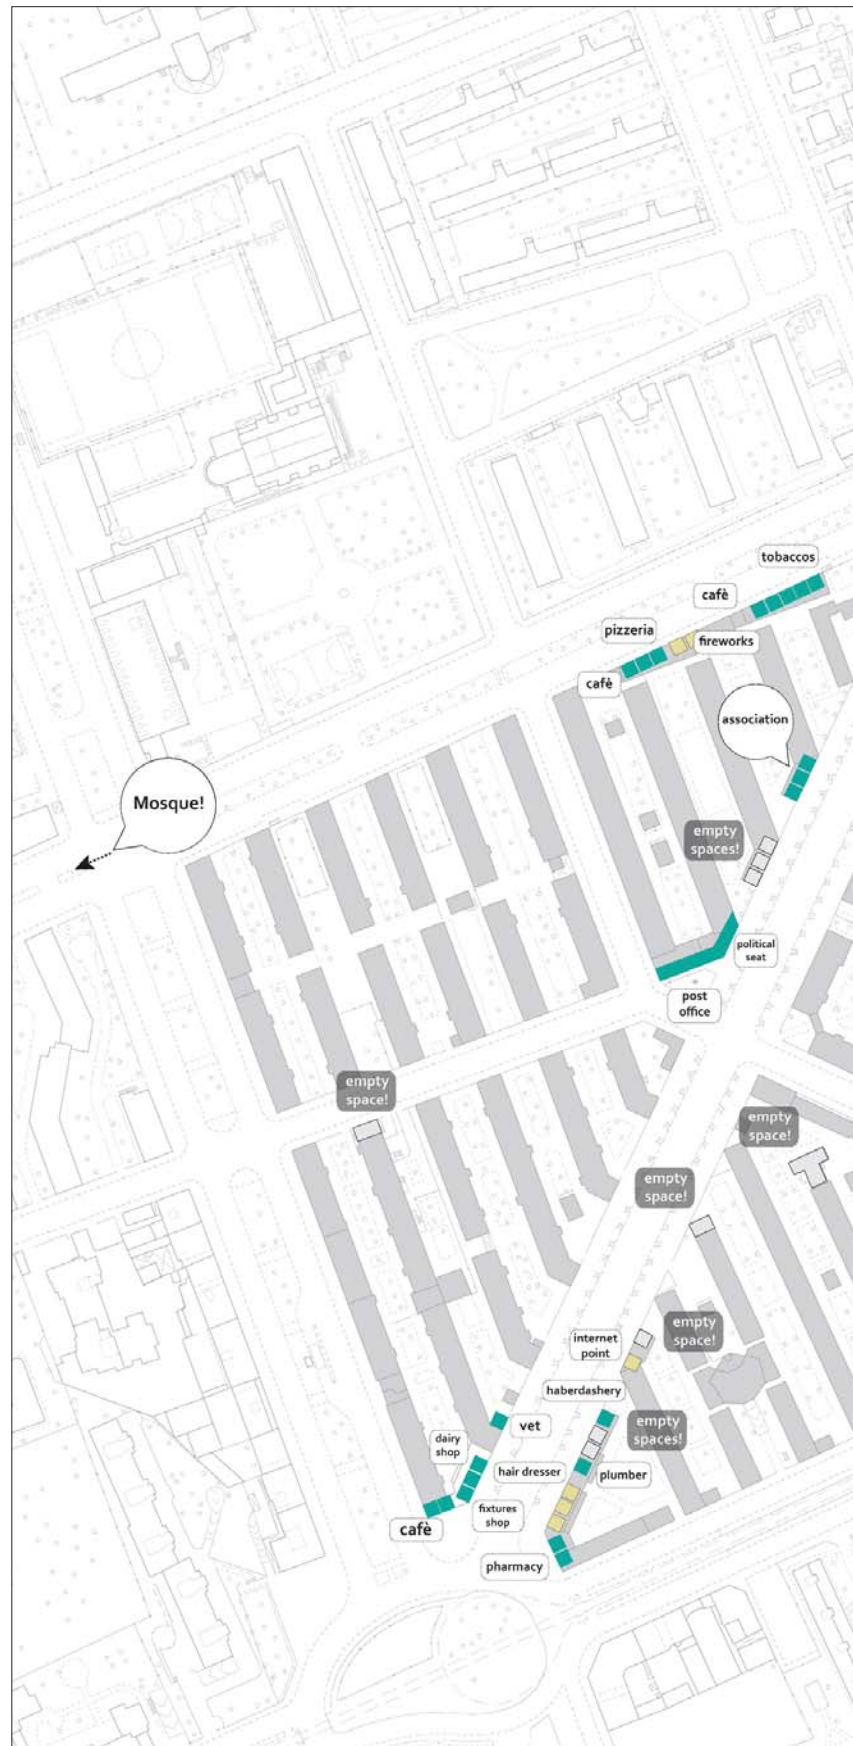 tobaccos
cafè
pizzeria
fireworks
cafè
association
Mosque!
empty
spaces!
political
seat
post
office
empty
space!
empty
space!
empty
space!
internet
point
empty
space!
haberdashery
empty
spaces!
vet
dairy
shop
hair dresser
plumber
fixtures
shop
cafè
pharmacy